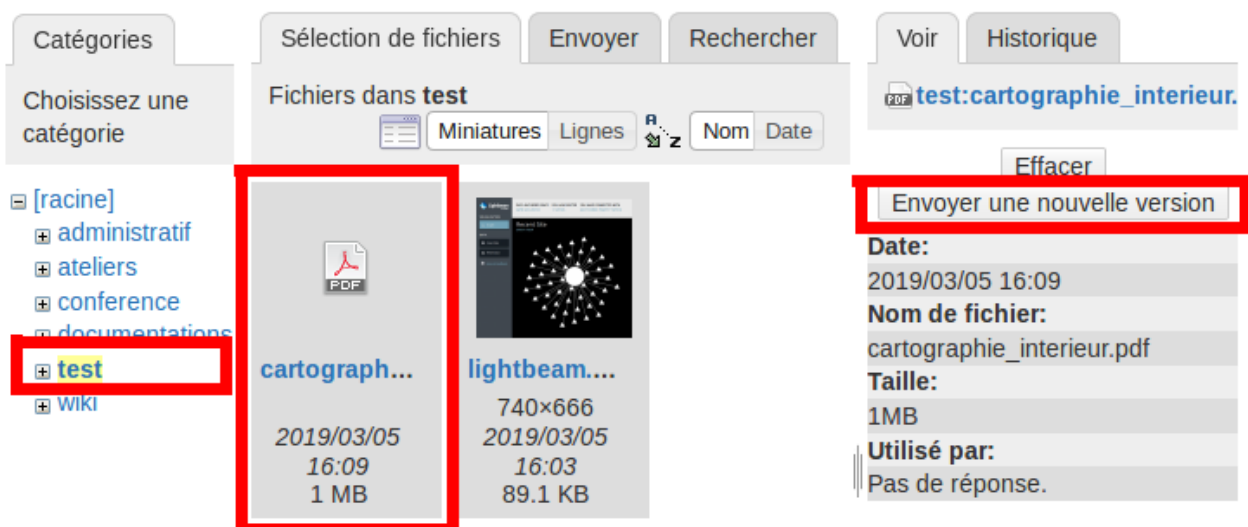 Catégories
Choisissez une
catégorie
[racine]
administratif
ateliers
conference
documentations
test
wiki
Sélection de fichiers Envoyer Rechercher
Fichiers dans test
Miniatures Lignes A Z Nom Date
PDF
cartograph...
2019/03/05
16:09
1 MB
lightbeam....
740×666
2019/03/05
16:03
89.1 KB
Voir Historique
PDF test:cartographie_interieur.
Effacer
Envoyer une nouvelle version
Date:
2019/03/05 16:09
Nom de fichier:
cartographie_interieur.pdf
Taille:
1MB
Utilisé par:
Pas de réponse.